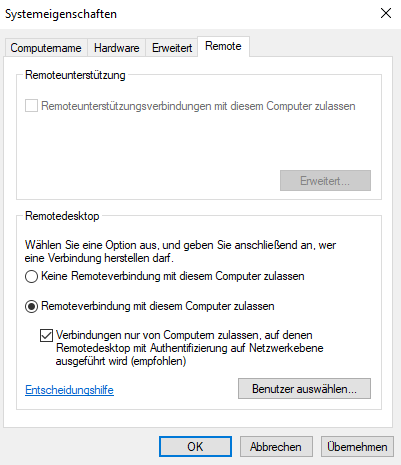 Systemeigenschaften
Computername Hardware Erweitert Remote
Remoteunterstützung
Remoteunterstützungsverbindungen mit diesem Computer zulassen
Erweitert...
Remotedesktop
Wählen Sie eine Option aus, und geben Sie anschließend an, wer
eine Verbindung herstellen darf.
Keine Remoteverbindung mit diesem Computer zulassen
Remoteverbindung mit diesem Computer zulassen
Verbindungen nur von Computern zulassen, auf denen
Remotedesktop mit Authentifizierung auf Netzwerkebene
ausgeführt wird (empfohlen)
Entscheidungshilfe
Benutzer auswählen...
OK Abbrechen Übernehmen